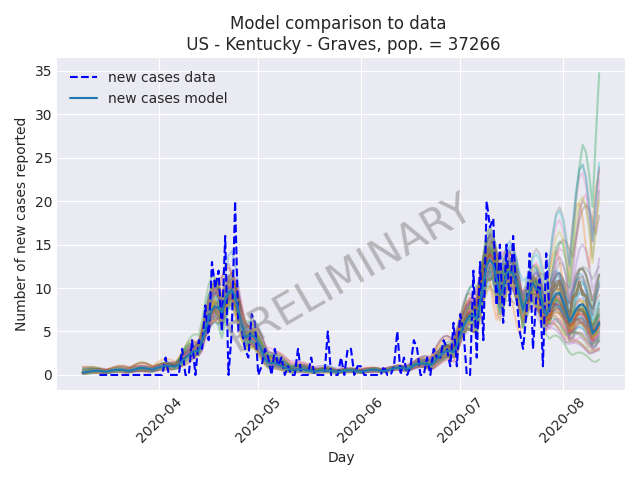 Model comparison to data
US - Kentucky - Graves, pop. = 37266
new cases data
new cases model
Number of new cases reported
35
30
25
20
15
10
5
0
PRELIMINARY
2020-04
2020-05
2020-06
2020-07
2020-08
Day